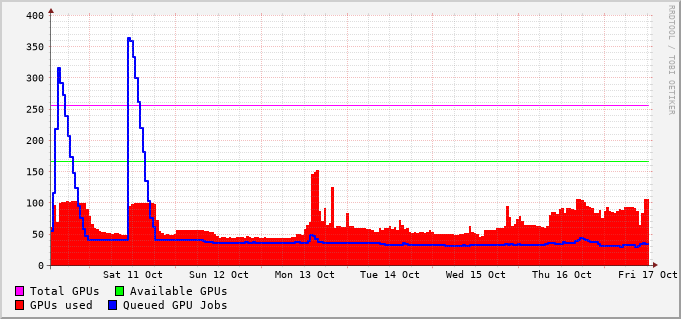 400
350
300
250
200
150
100
50
0
Sat 11 Oct Sun 12 Oct Mon 13 Oct Tue 14 Oct Wed 15 Oct Thu 16 Oct Fri 17 Oct
Total GPUs Available GPUs
GPUs used Queued GPU Jobs
RRDTOOL / TOBI OETIKER